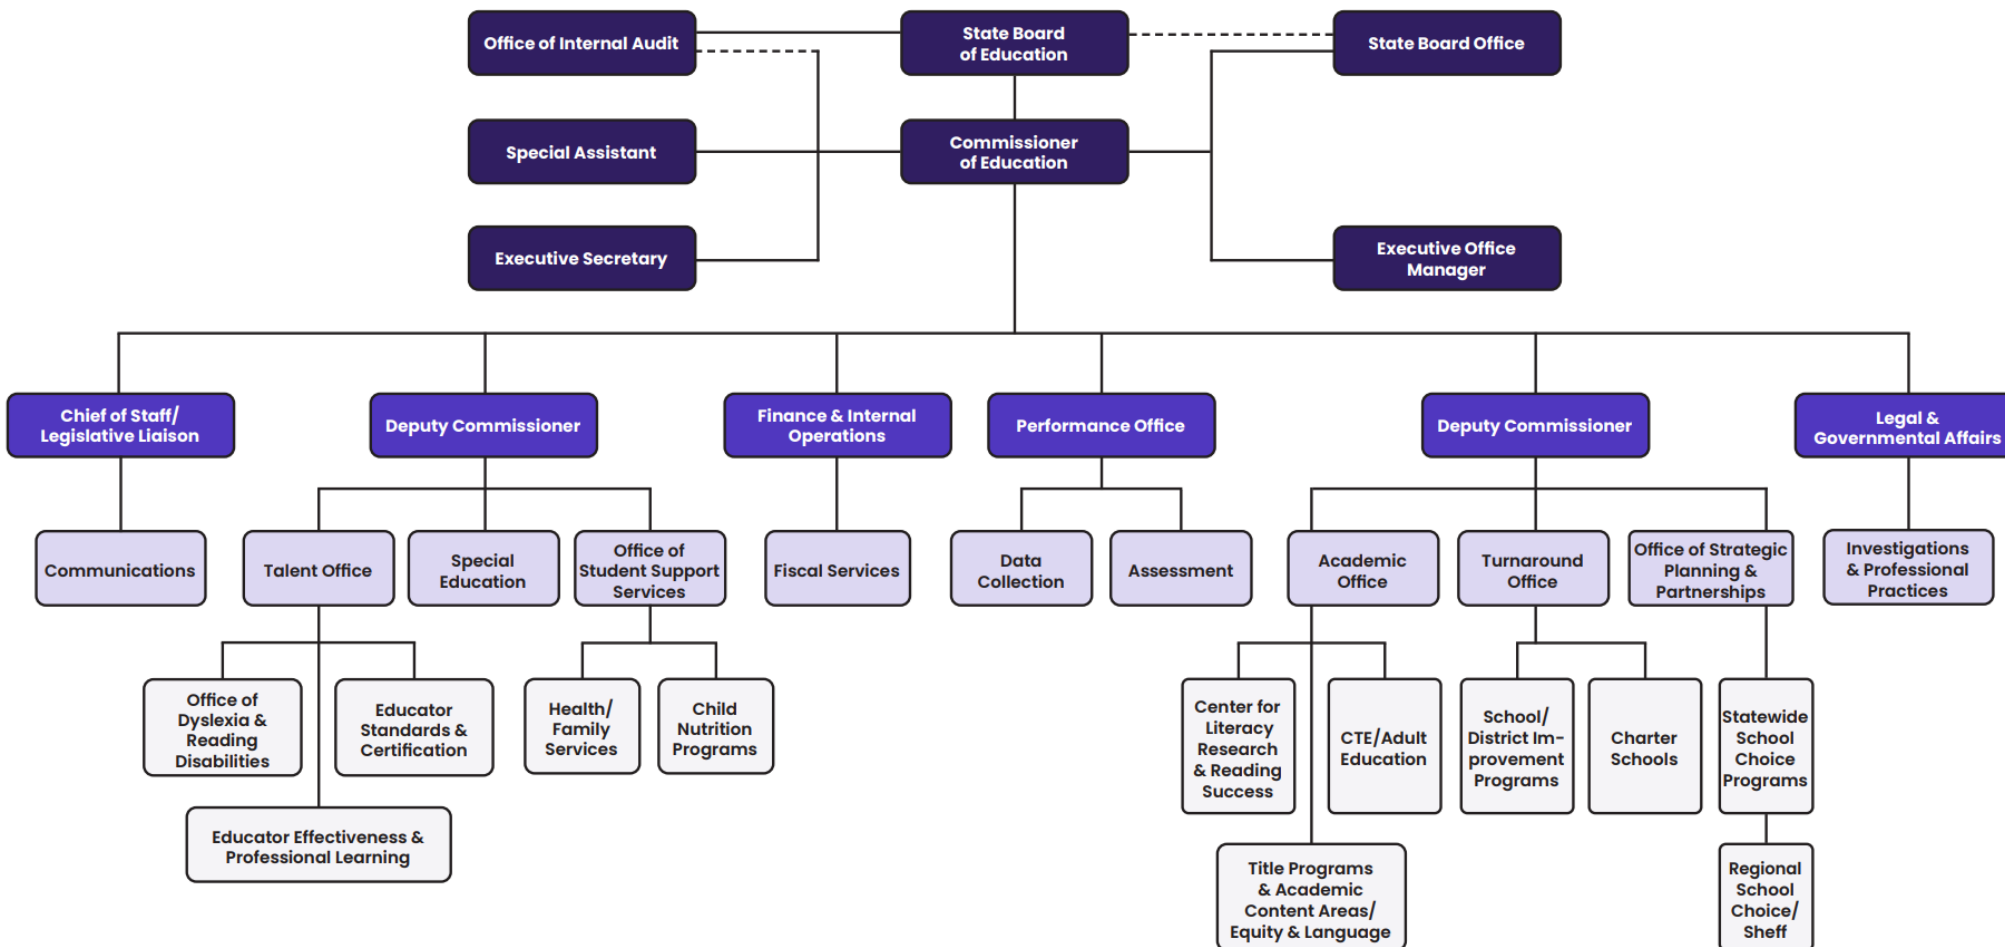 Office of Internal Audit
State Board
of Education
State Board Office
Special Assistant
Commissioner
of Education
Executive Secretary
Executive Office
Manager
Chief of Staff/
Legislative Liaison
Deputy Commissioner
Finance & Internal
Operations
Performance Office
Deputy Commissioner
Legal &
Governmental Affairs
Communications
Talent Office
Special
Education
Office of
Student Support
Services
Fiscal Services
Data
Collection
Assessment
Academic
Office
Turnaround
Office
Office of Strategic
Planning &
Partnerships
Investigations
& Professional
Practices
Office of
Dyslexia &
Reading
Disabilities
Educator
Standards &
Certification
Health/
Family
Services
Child
Nutrition
Programs
Center for
Literacy
Research
& Reading
Success
CTE/Adult
Education
School/
District Im-
provement
Programs
Charter
Schools
Statewide
School
Choice
Programs
Educator Effectiveness &
Professional Learning
Title Programs
& Academic
Content Areas/
Equity & Language
Regional
School
Choice/
Sheff